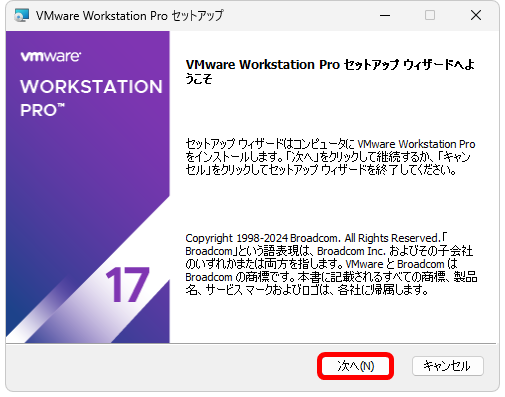 VMware Workstation Pro セットアップ
vmware®
WORKSTATION
PRO™
17
VMware Workstation Pro セットアップ ウィザードへよ
うこそ
セットアップ ウィザードはコンピュータに VMware Workstation Pro
をインストールします。「次へ」をクリックして継続するか、「キャン
セル」をクリックしてセットアップ ウィザードを終了してください。
Copyright 1998-2024 Broadcom. All Rights Reserved.「
Broadcom」という語表現は、Broadcom Inc. およびその子会社
のいずれかまたは両方を指します。VMware と Broadcom は
Broadcom の商標です。本書に記載されるすべての商標、製品
名、サービス マークおよびロゴは、各社に帰属します。
次へ(N)
キャンセル